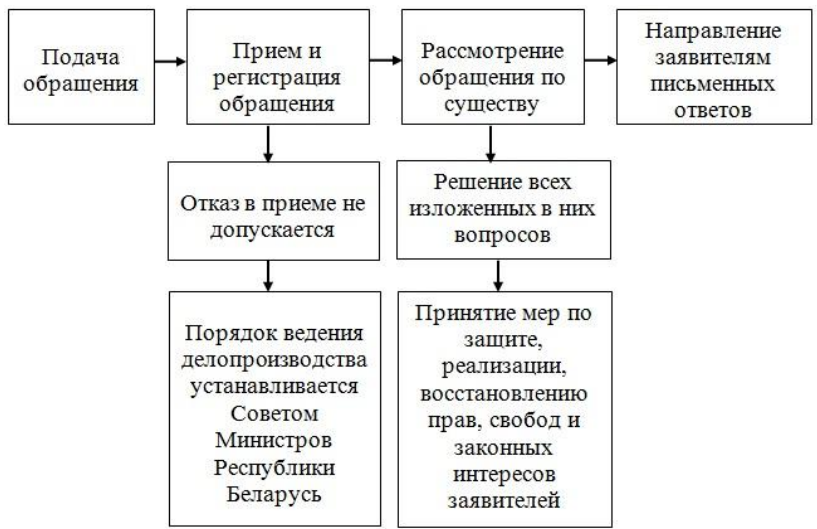 Подача
обращения
Прием и
регистрация
обращения
Рассмотрение
обращения по
существу
Направление
заявителям
письменных
ответов
Отказ в приеме не
допускается
Решение всех
изложенных в них
вопросов
Порядок ведения
делопроизводства
устанавливается
Советом
Министров
Республики
Беларусь
Принятие мер по
защите,
реализации,
восстановлению
прав, свобод и
законных
интересов
заявителей